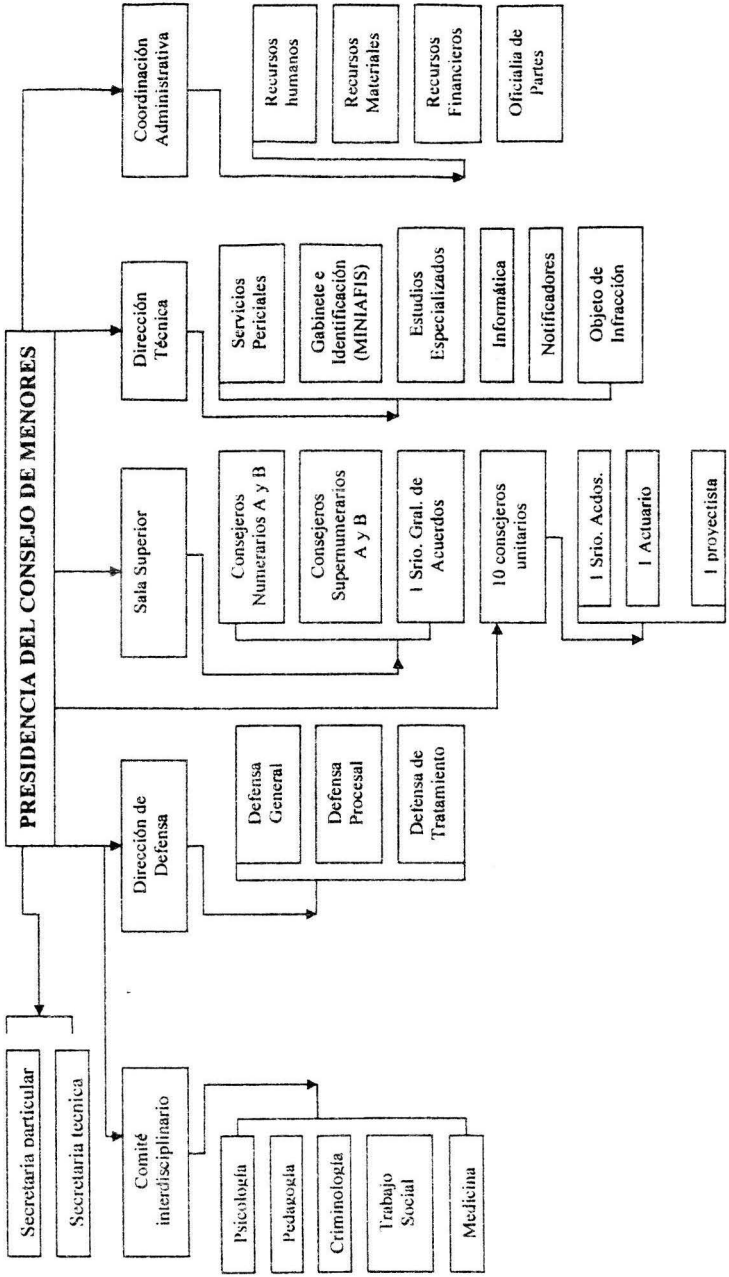 PRESIDENCIA DEL CONSEJO DE MENORES
Secretaria particular
Secretaria tecnica
Comité
interdisciplinario
Psicología
Pedagogía
Criminología
Trabajo
Social
Medicina
Dirección de
Defensa
Defensa
General
Defensa
Procesal
Defensa de
Tratamiento
Sala Superior
Consejeros
Numerarios A y B
Consejeros
Supernumerarios
A y B
1 Srio. Gral. de
Acuerdos
10 consejeros
unitarios
1 Srio. Acdos.
1 Actuario
1 proyectista
Dirección
Técnica
Servicios
Periciales
Gabinete e
Identificación
(MINIAFIS)
Estudios
Especializados
Informática
Notificadores
Objeto de
Infracción
Coordinación
Administrativa
Recursos
humanos
Recursos
Materiales
Recursos
Financieros
Oficialia de
Partes